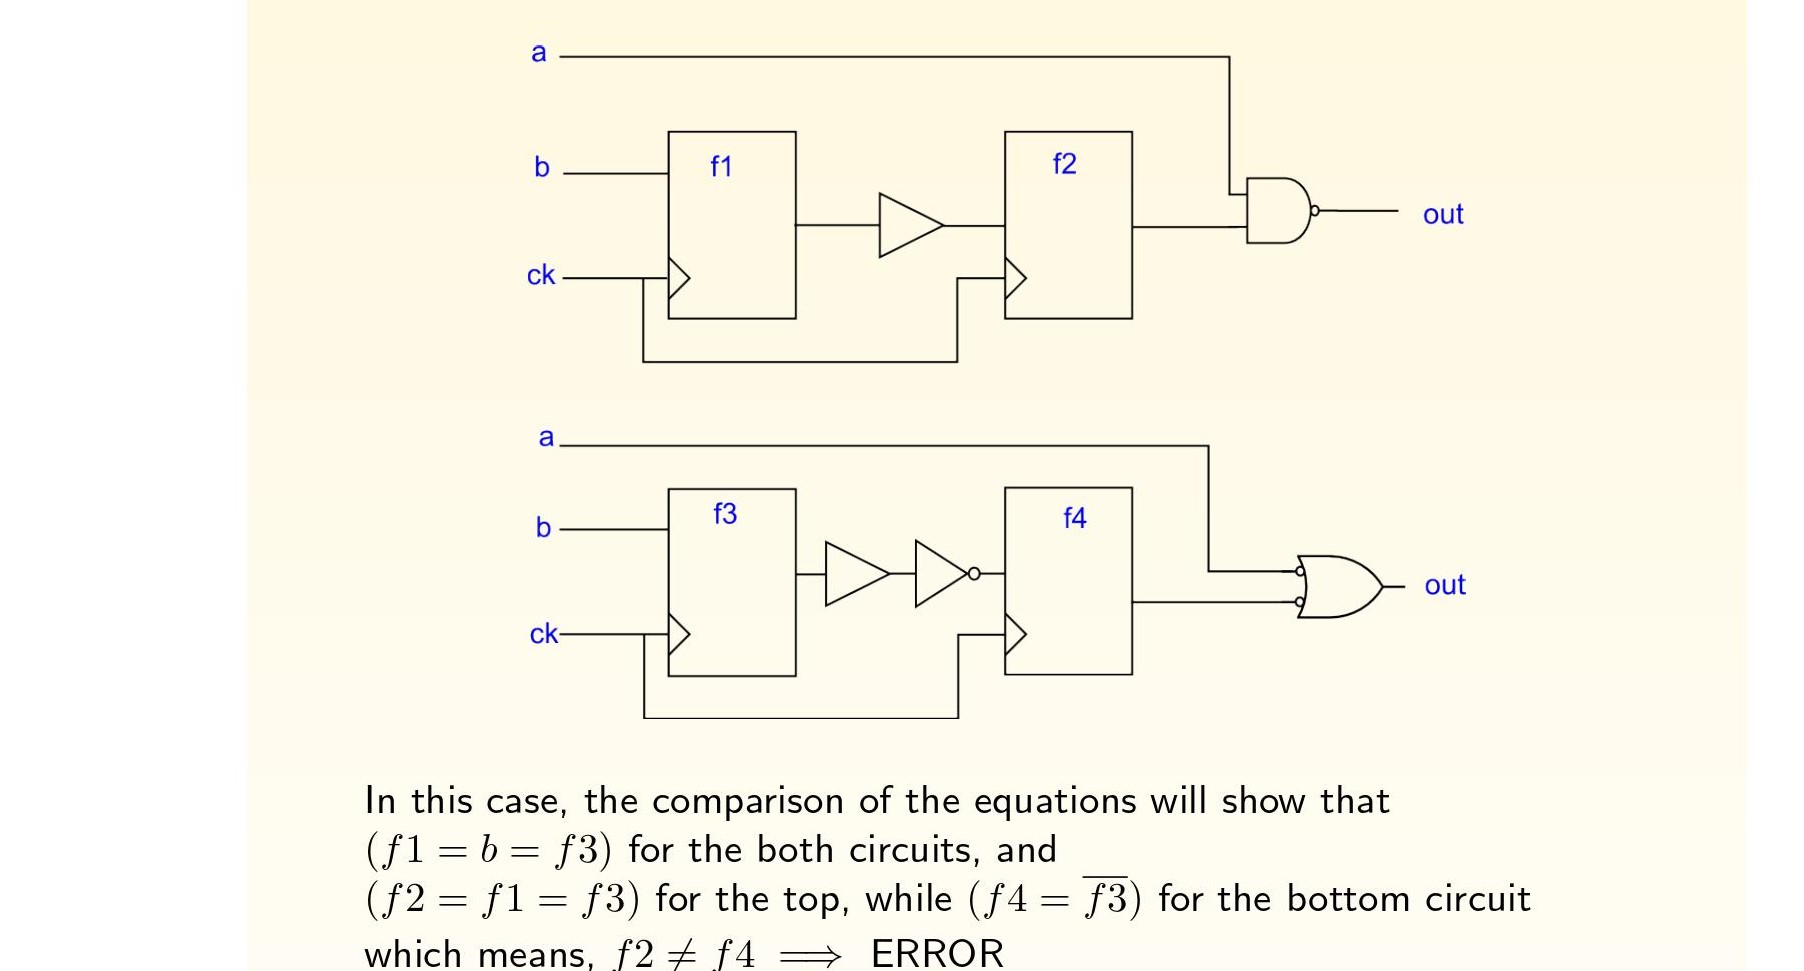 a
b
f1
f2
out
ck
a
f3
f4
b
out
ck
In this case, the comparison of the equations will show that
(f1 = b = f3) for the both circuits, and
(f2 = f1 = f3) for the top, while (f4 = f3̅) for the bottom circuit
which means, f2 ≠ f4 ⟹ ERROR